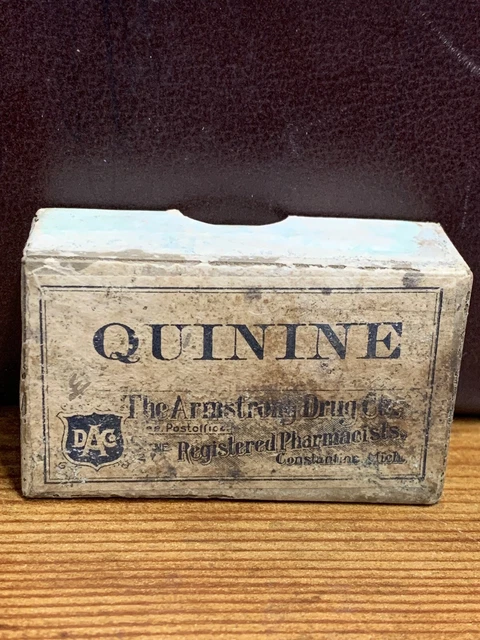 QUININE
The Armstrong Drug Co.,
Postoffice.
Registered Pharmacists,
Constantine, Mich.
DAC